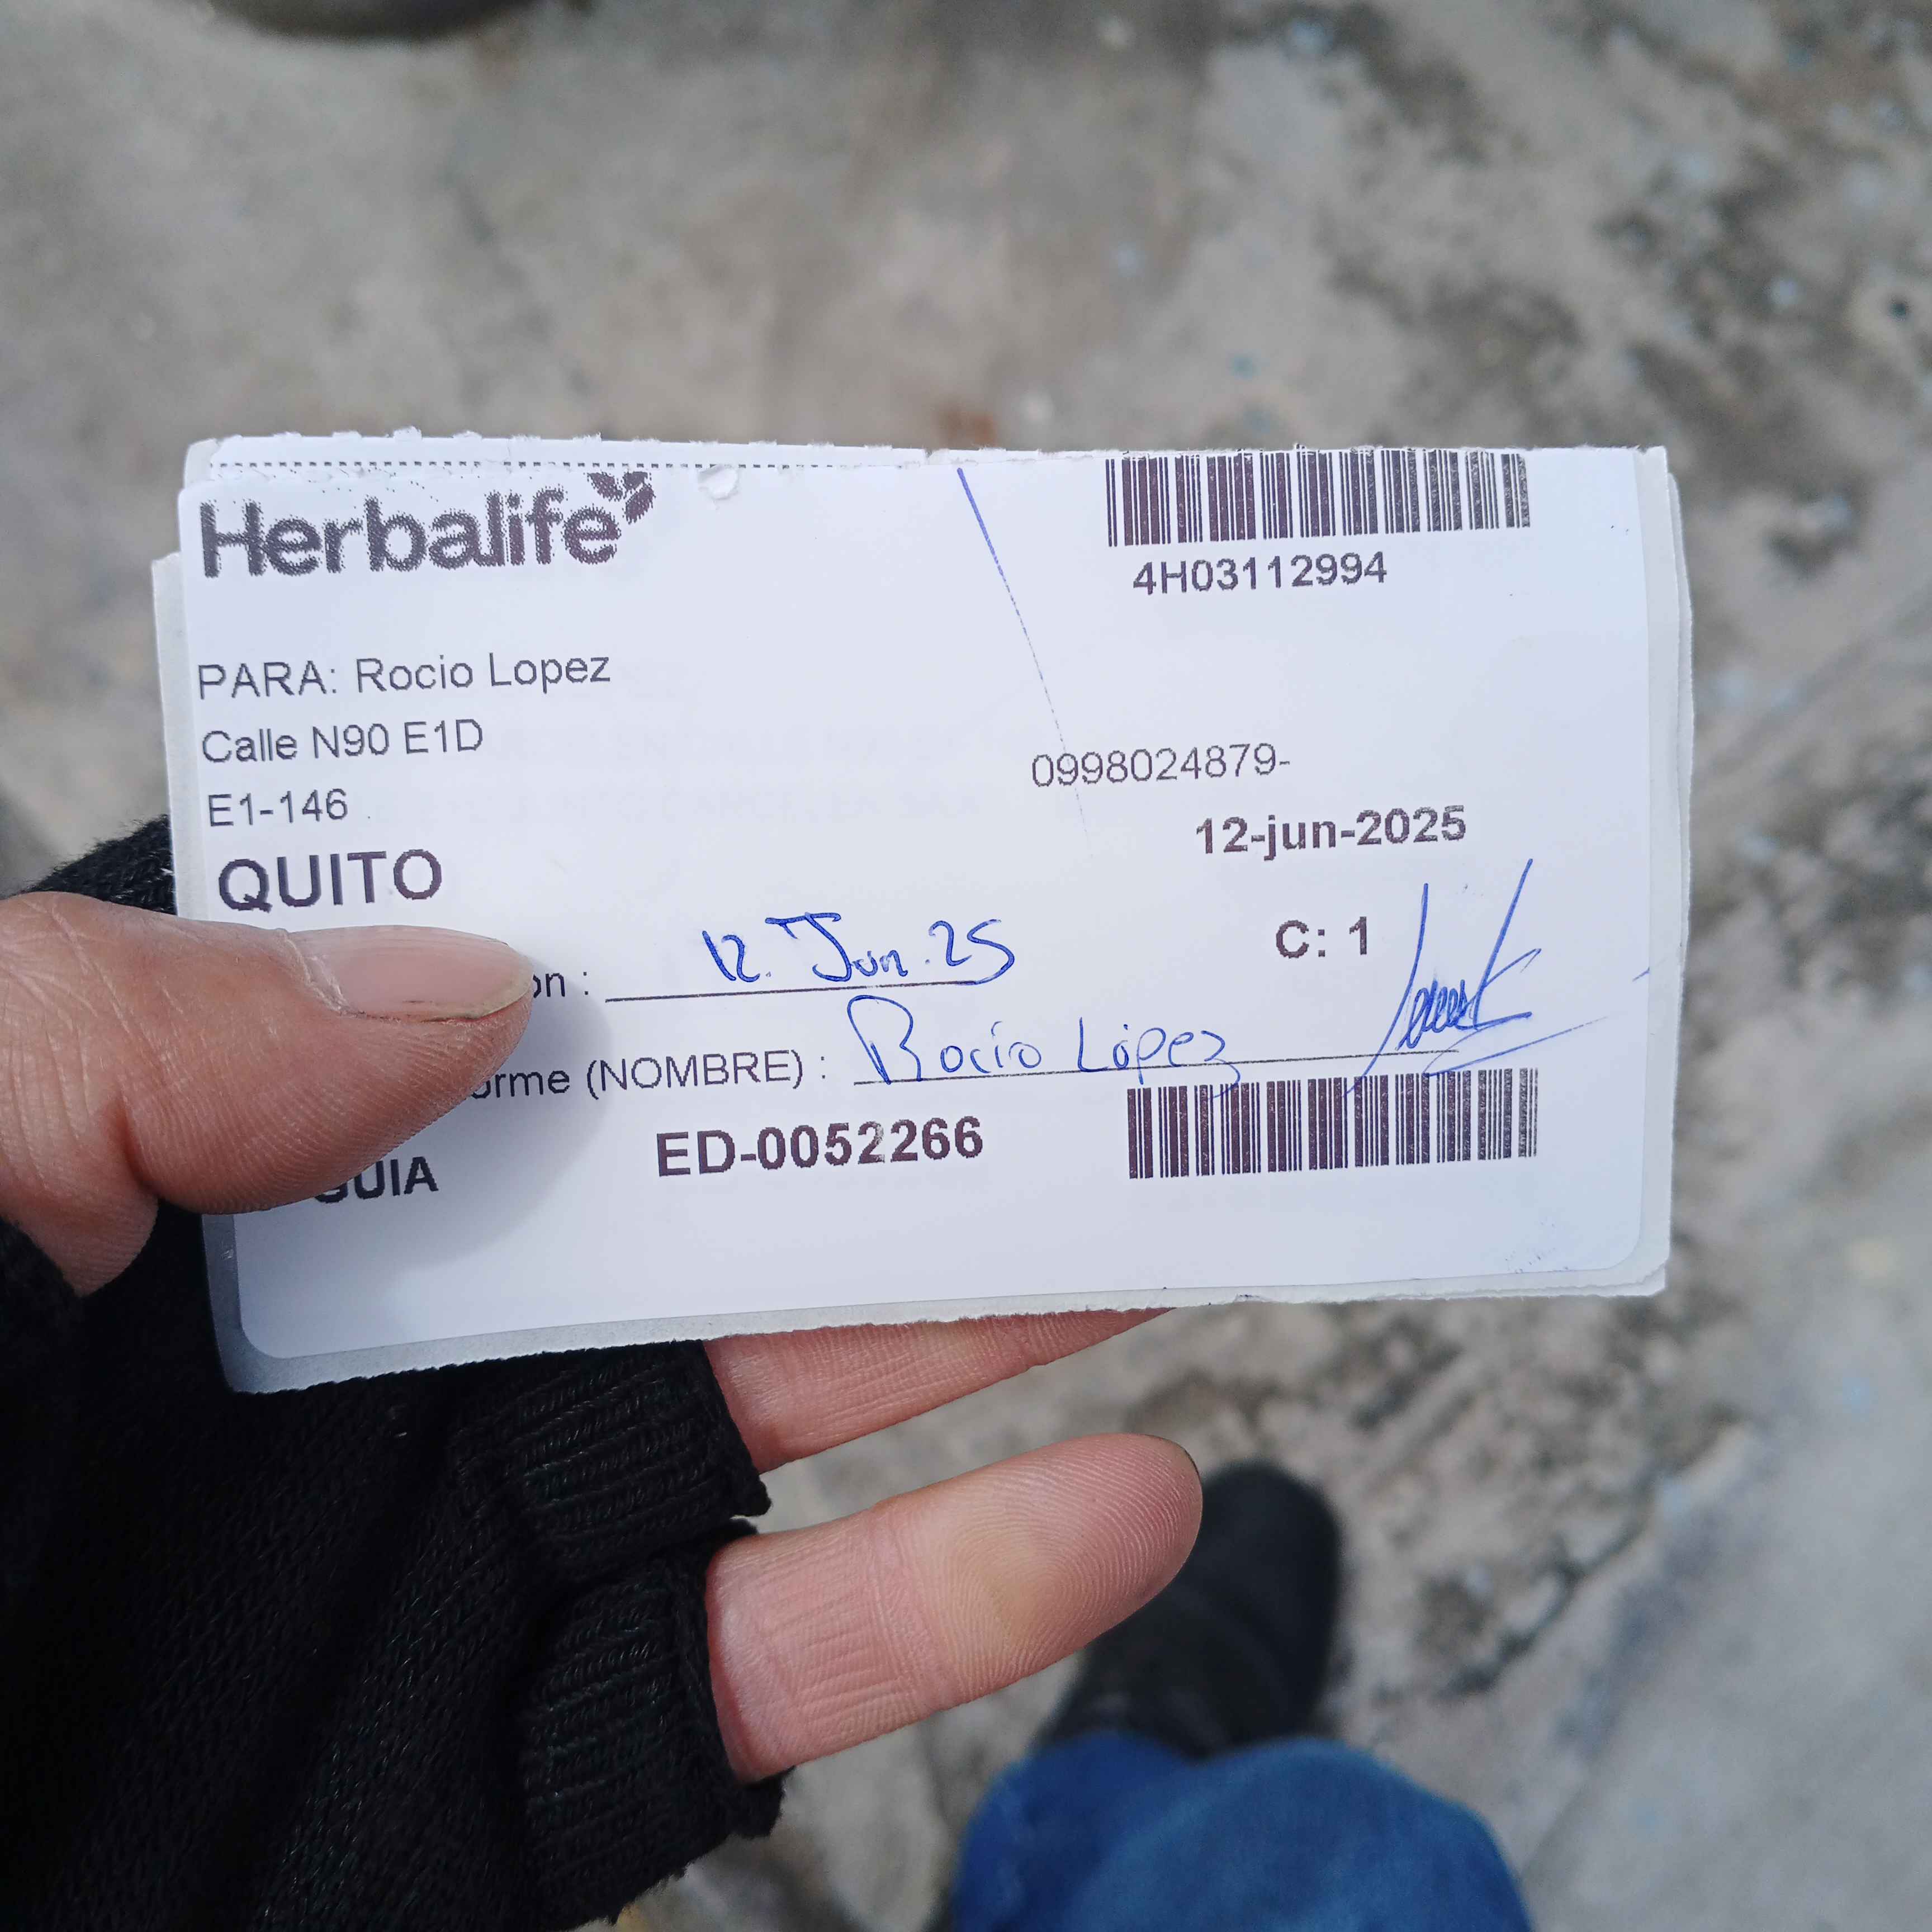 Herbalife
4H03112994
PARA: Rocio Lopez
Calle N90 E1D
0998024879-
E1-146
12-jun-2025
QUITO
C: 1
on : 12. Jun. 25
orme (NOMBRE) : Rocío López
GUIA ED-0052266